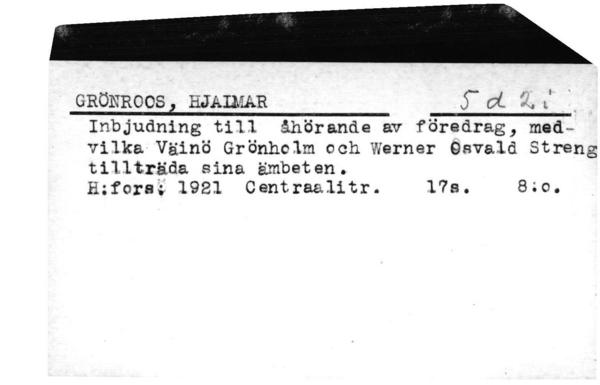 GRÖNROOS, HJALMAR 5 d 2 i
Inbjudning till åhörande av föredrag, med-
vilka Väinö Grönholm och Werner Osvald Streng
tillträda sina ämbeten.
H:fors: 1921 Centraalitr. 17s. 8:o.